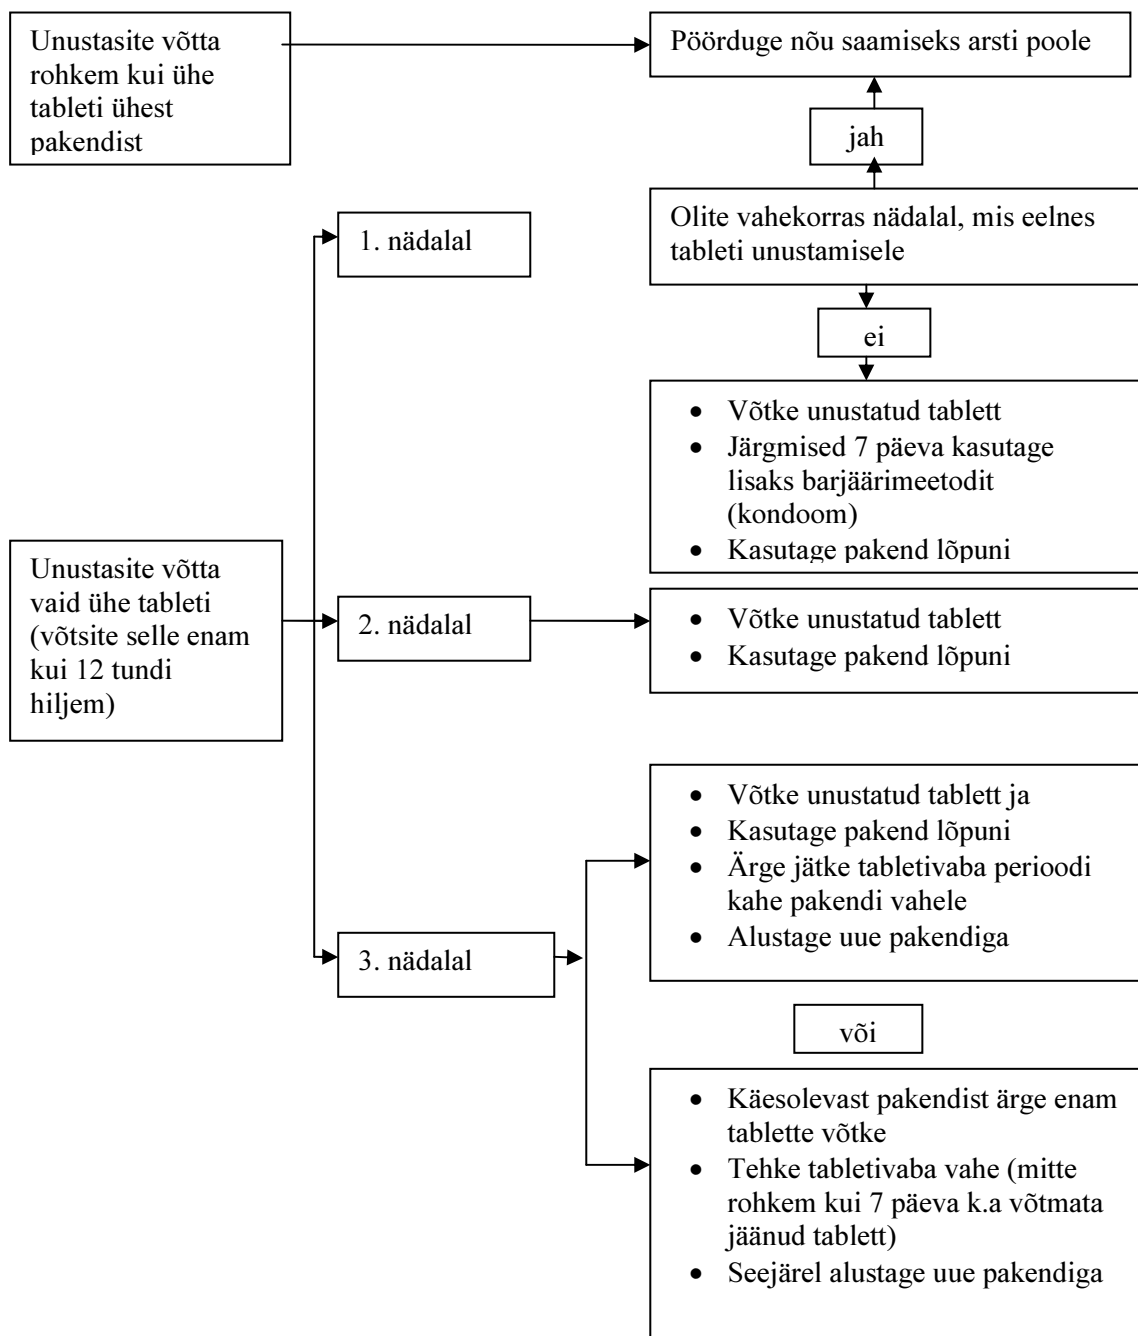 Unustasite võtta
rohkem kui ühe
tableti ühest
pakendist
Pöörduge nõu saamiseks arsti poole
jah
Olite vahekorras nädalal, mis eelnes
tableti unustamisele
ei
1. nädalal
• Võtke unustatud tablett
• Järgmised 7 päeva kasutage
lisaks barjäärimeetodit
(kondoom)
• Kasutage pakend lõpuni
Unustasite võtta
vaid ühe tableti
(võtsite selle enam
kui 12 tundi
hiljem)
2. nädalal
• Võtke unustatud tablett
• Kasutage pakend lõpuni
3. nädalal
• Võtke unustatud tablett ja
• Kasutage pakend lõpuni
• Ärge jätke tabletivaba perioodi
kahe pakendi vahele
• Alustage uue pakendiga
või
• Käesolevast pakendist ärge enam
tablette võtke
• Tehke tabletivaba vahe (mitte
rohkem kui 7 päeva k.a võtmata
jäänud tablett)
• Seejärel alustage uue pakendiga